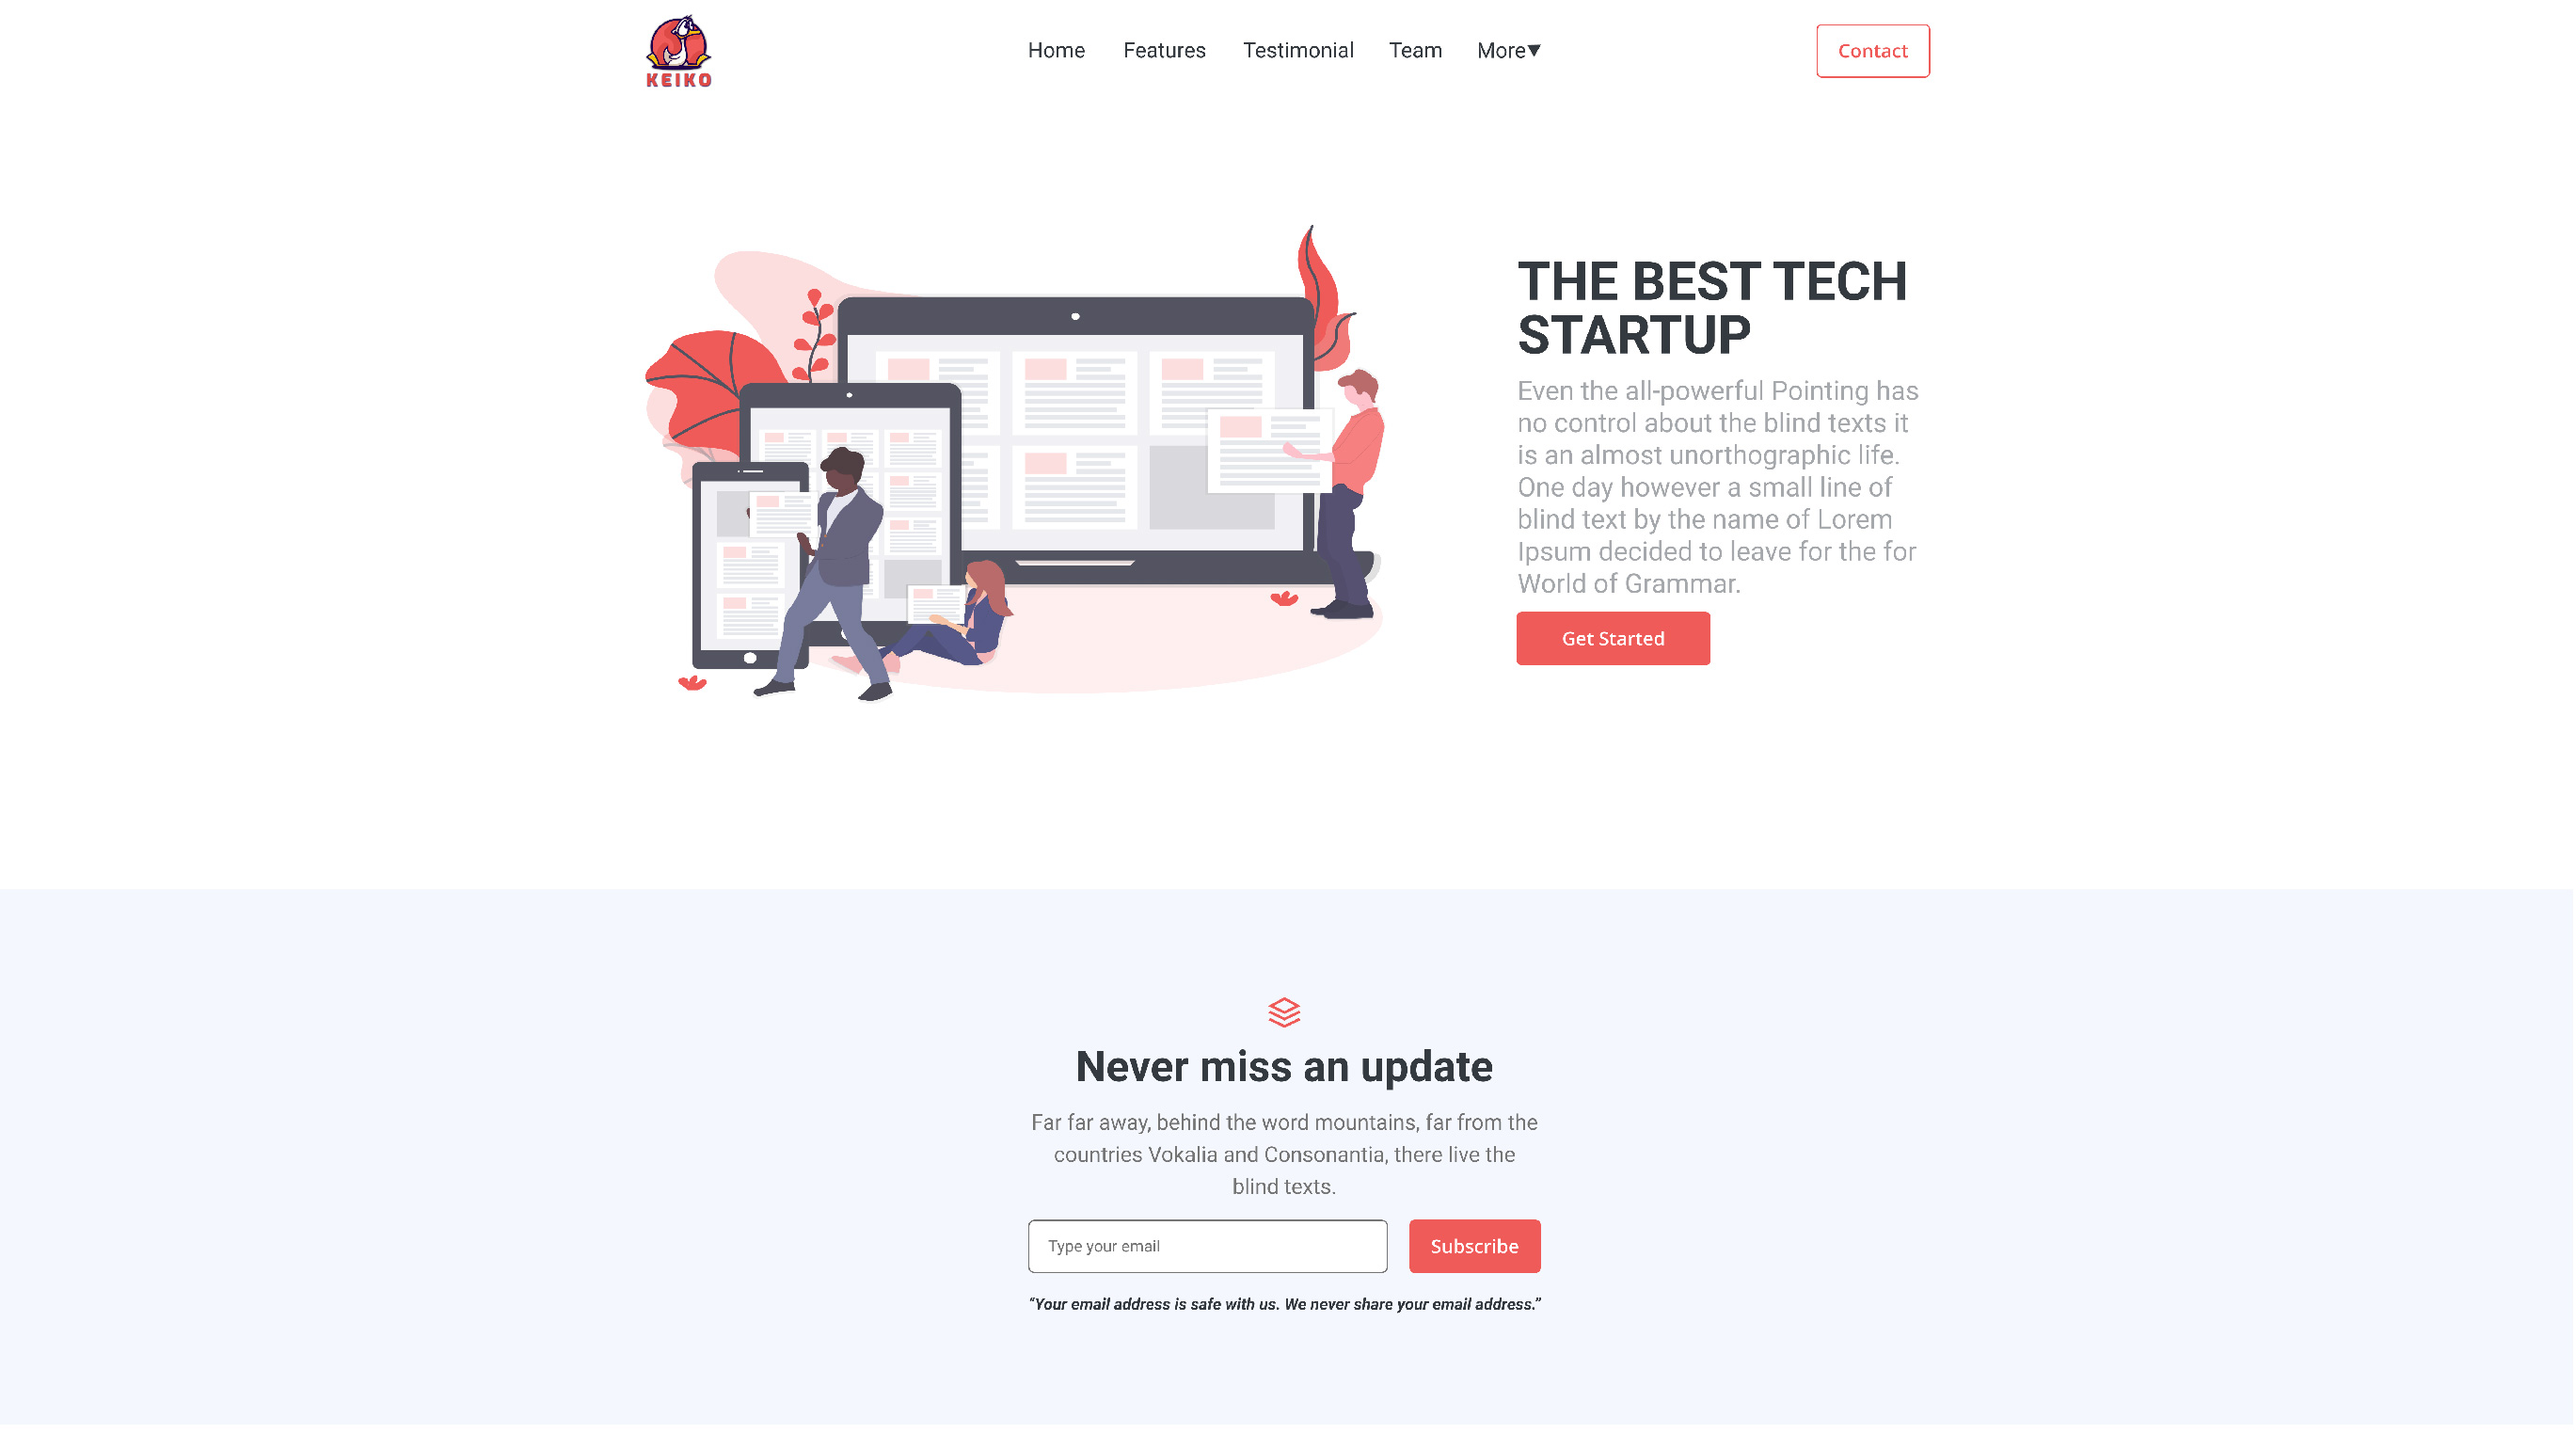 KEIKO
Home Features Testimonial Team More▼
Contact
THE BEST TECH
STARTUP
Even the all-powerful Pointing has
no control about the blind texts it
is an almost unorthographic life.
One day however a small line of
blind text by the name of Lorem
Ipsum decided to leave for the for
World of Grammar.
Get Started
Never miss an update
Far far away, behind the word mountains, far from the
countries Vokalia and Consonantia, there live the
blind texts.
Type your email
Subscribe
“Your email address is safe with us. We never share your email address.”